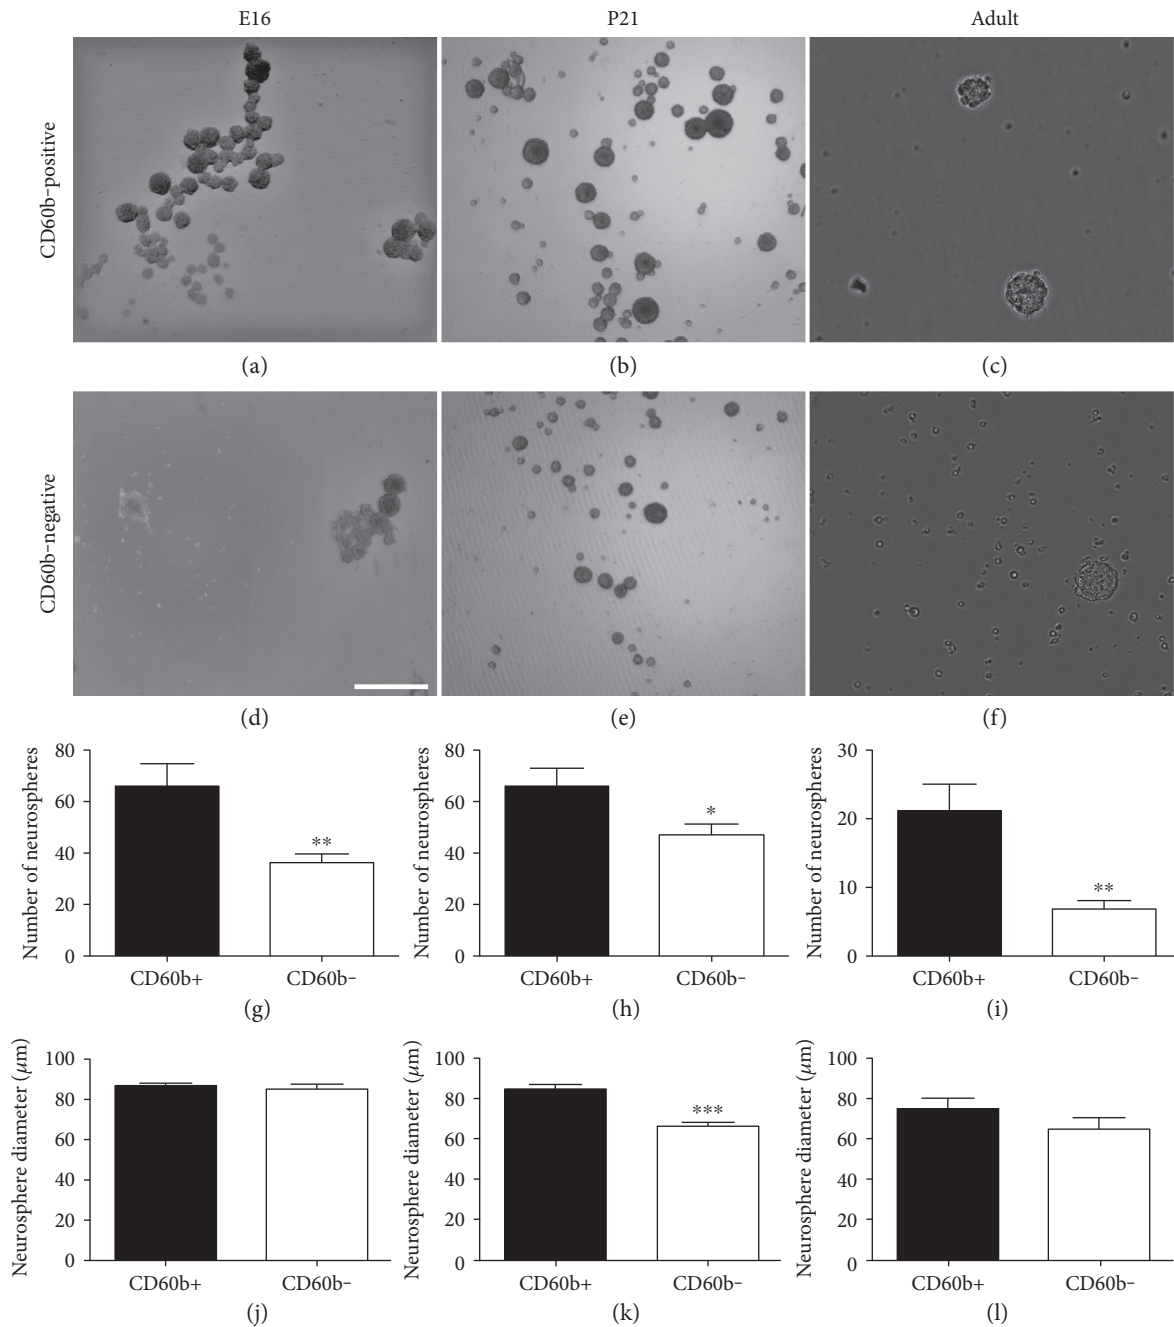 E16 P21 Adult
CD60b-positive
(a) (b) (c)
CD60b-negative
(d) (e) (f)
Number of neurospheres
80
60
40
20
0
**
CD60b+ CD60b-
(g)
Number of neurospheres
80
60
40
20
0
*
CD60b+ CD60b-
(h)
Number of neurospheres
30
20
10
0
**
CD60b+ CD60b-
(i)
Neurosphere diameter (μm)
100
80
60
40
20
0
CD60b+ CD60b-
(j)
Neurosphere diameter (μm)
100
80
60
40
20
0
***
CD60b+ CD60b-
(k)
Neurosphere diameter (μm)
100
80
60
40
20
0
CD60b+ CD60b-
(l)